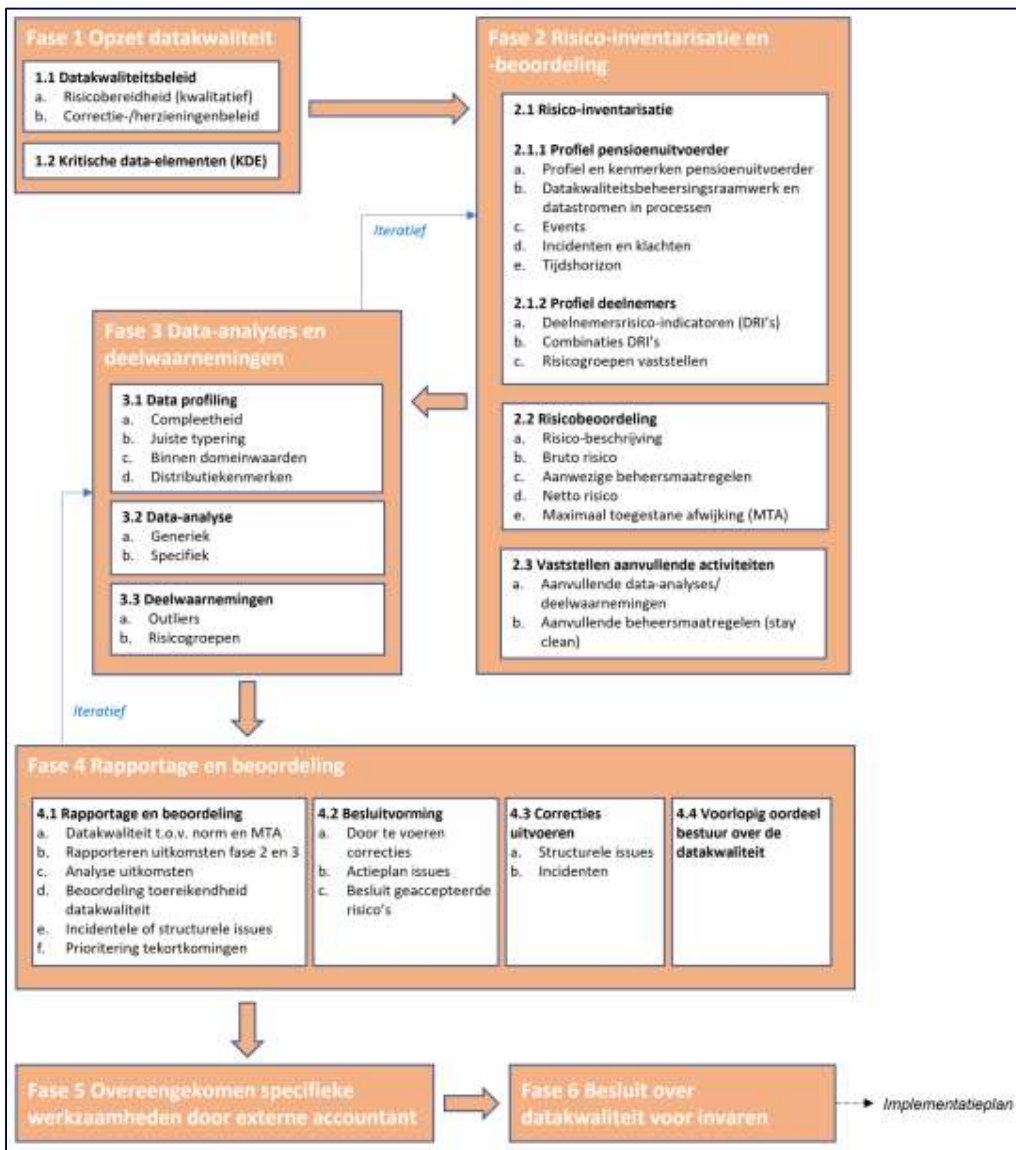 Fase 1 Opzet datakwaliteit
1.1 Datakwaliteitsbeleid
a. Risicobereidheid (kwalitatief)
b. Correctie-/herzieningenbeleid
1.2 Kritische data-elementen (KDE)
Fase 2 Risico-inventarisatie en
-beoordeling
2.1 Risico-inventarisatie
2.1.1 Profiel pensioenuitvoerder
a. Profiel en kenmerken pensioenuitvoerder
b. Datakwaliteitsbeheersingsraamwerk en
datastromen in processen
c. Events
d. Incidenten en klachten
e. Tijdshorizon
2.1.2 Profiel deelnemers
a. Deelnemersrisico-indicatoren (DRI's)
b. Combinaties DRI's
c. Risicogroepen vaststellen
2.2 Risicobeoordeling
a. Risico-beschrijving
b. Bruto risico
c. Aanwezige beheersmaatregelen
d. Netto risico
e. Maximaal toegestane afwijking (MTA)
2.3 Vaststellen aanvullende activiteiten
a. Aanvullende data-analyses/
deelwaarnemingen
b. Aanvullende beheersmaatregelen (stay
clean)
Iteratief
Fase 3 Data-analyses en
deelwaarnemingen
3.1 Data profiling
a. Compleetheid
b. Juiste typering
c. Binnen domeinwaarden
d. Distributiekenmerken
3.2 Data-analyse
a. Generiek
b. Specifiek
3.3 Deelwaarnemingen
a. Outliers
b. Risicogroepen
Iteratief
Fase 4 Rapportage en beoordeling
4.1 Rapportage en beoordeling
a. Datakwaliteit t.o.v. norm en MTA
b. Rapporteren uitkomsten fase 2 en 3
c. Analyse uitkomsten
d. Beoordeling toereikendheid
datakwaliteit
e. Incidentele of structurele issues
f. Prioritering tekortkomingen
4.2 Besluitvorming
a. Door te voeren
correcties
b. Actieplan issues
c. Besluit geaccepteerde
risico's
4.3 Correcties
uitvoeren
a. Structurele issues
b. Incidenten
4.4 Voorlopig oordeel
bestuur over de
datakwaliteit
Fase 5 Overeengekomen specifieke
werkzaamheden door externe accountant
Fase 6 Besluit over
datakwaliteit voor invaren
Implementatieplan